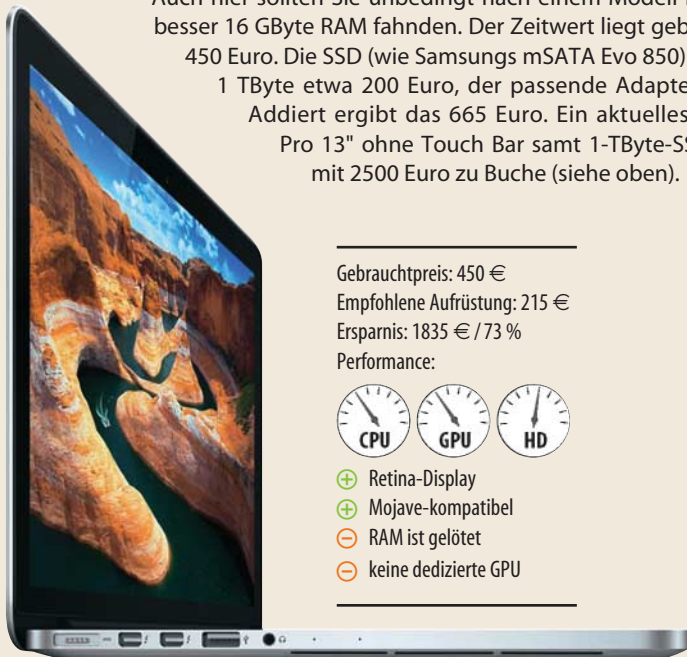 besser 16 GByte RAM fahnden. Der Zeitwert liegt geb
450 Euro. Die SSD (wie Samsungs mSATA Evo 850)
1 TByte etwa 200 Euro, der passende Adapte
Addiert ergibt das 665 Euro. Ein aktuelles
Pro 13" ohne Touch Bar samt 1-TByte-SS
mit 2500 Euro zu Buche (siehe oben).
Gebrauchtpreis: 450 €
Empfohlene Aufrüstung: 215 €
Ersparnis: 1835 € / 73 %
Performance:
CPU GPU HD
Retina-Display
Mojave-kompatibel
RAM ist gelötet
keine dedizierte GPU